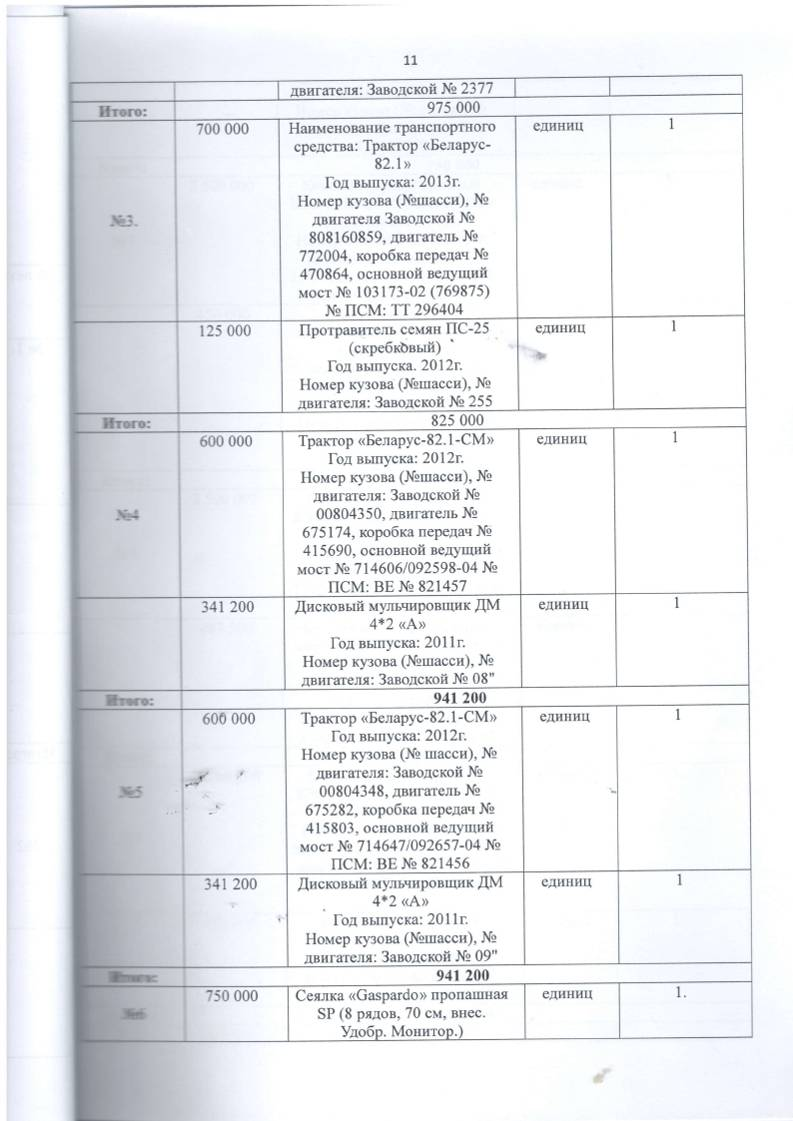 11
двигателя: Заводской № 2377
Итого: 975 000
700 000 Наименование транспортного единиц 1
средства: Трактор «Беларус-
82.1»
Год выпуска: 2013г.
Номер кузова (№шасси), №
№3. двигателя Заводской №
808160859, двигатель №
772004, коробка передач №
470864, основной ведущий
мост № 103173-02 (769875)
№ ПСМ: ТТ 296404
125 000 Протравитель семян ПС-25 единиц 1
(скребковый)
Год выпуска. 2012г.
Номер кузова (№шасси), №
двигателя: Заводской № 255
Итого: 825 000
600 000 Трактор «Беларус-82.1-СМ» единиц 1
Год выпуска: 2012г.
Номер кузова (№шасси), №
двигателя: Заводской №
№4 00804350, двигатель №
675174, коробка передач №
415690, основной ведущий
мост № 714606/092598-04 №
ПСМ: ВЕ № 821457
341 200 Дисковый мульчировщик ДМ единиц 1
4*2 «А»
Год выпуска: 2011г.
Номер кузова (№шасси), №
двигателя: Заводской № 08"
Итого: 941 200
600 000 Трактор «Беларус-82.1-СМ» единиц 1
Год выпуска: 2012г.
Номер кузова (№ шасси), №
двигателя: Заводской №
№5 00804348, двигатель №
675282, коробка передач №
415803, основной ведущий
мост № 714647/092657-04 №
ПСМ: ВЕ № 821456
341 200 Дисковый мульчировщик ДМ единиц 1
4*2 «А»
Год выпуска: 2011г.
Номер кузова (№шасси), №
двигателя: Заводской № 09"
Итого: 941 200
750 000 Сеялка «Gaspardo» пропашная единиц 1.
№6 SP (8 рядов, 70 см, внес.
Удобр. Монитор.)